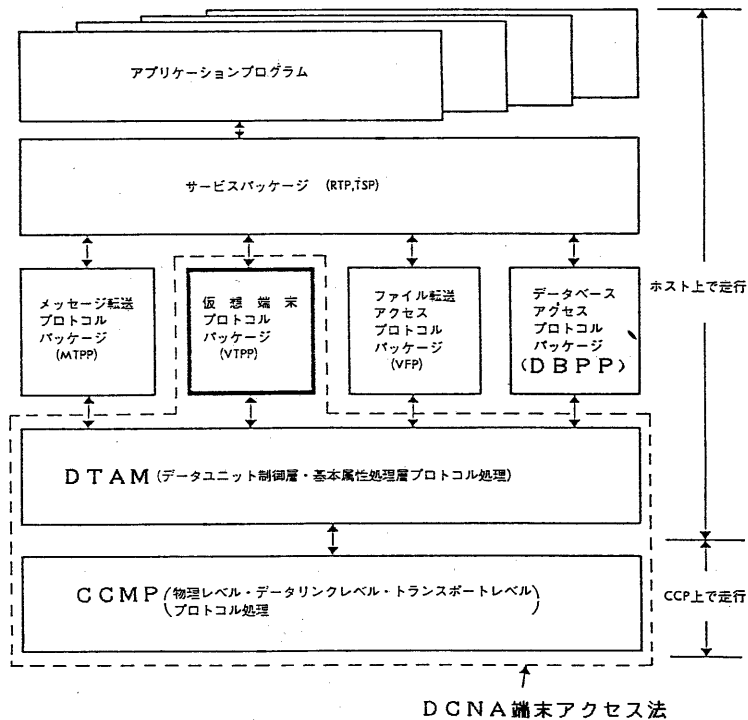 アプリケーションプログラム
サービスパッケージ (RTP,TSP)
メッセージ転送
プロトコル
パッケージ
(MTPP)
仮想端末
プロトコル
パッケージ
(VTPP)
ファイル転送
アクセス
プロトコル
パッケージ
(VFP)
データベース
アクセス
プロトコル
パッケージ
(DBPP)
ホスト上で走行
DTAM (データユニット制御層・基本属性処理層プロトコル処理)
CCMP (物理レベル・データリンクレベル・トランスポートレベル
プロトコル処理)
CCP上で走行
DCNA端末アクセス法